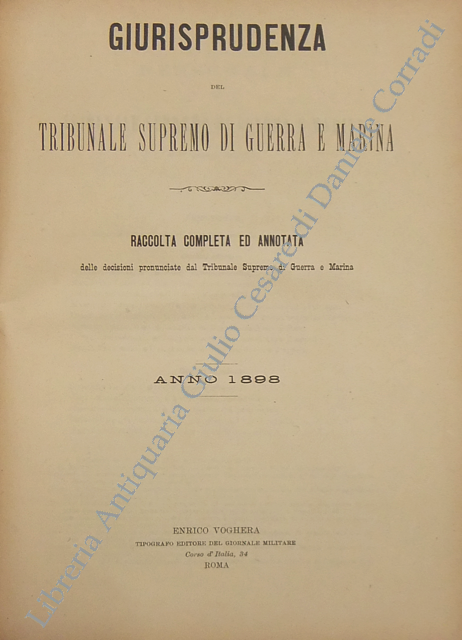 GIURISPRUDENZA
DEL
TRIBUNALE SUPREMO DI GUERRA E MARINA
RACCOLTA COMPLETA ED ANNOTATA
delle decisioni pronunciate dal Tribunale Supremo di Guerra e Marina
ANNO 1898
ENRICO VOGHERA
TIPOGRAFO EDITORE DEL GIORNALE MILITARE
Corso d'Italia, 34
ROMA
Libreria Antiquaria Giulio Cesare di Daniele Corradi